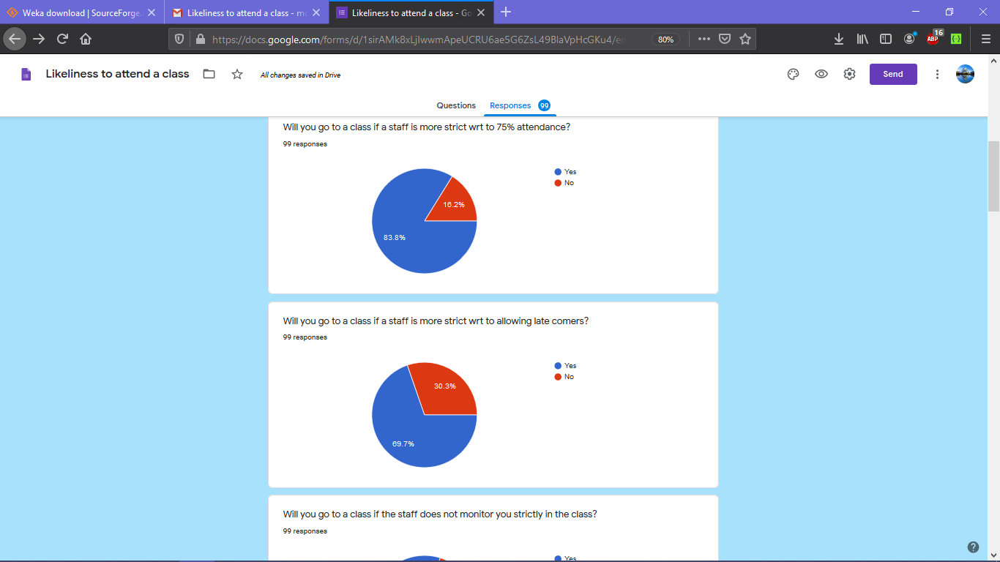 Weka download | SourceForge.
Likeliness to attend a class - mo
Likeliness to attend a class - Go
https://docs.google.com/forms/d/1sirAMk8xLjIwwmApeUCRU6ae5G6ZsL49BlaVpHcGKu4/ed
80%
16
ABP
Likeliness to attend a class
All changes saved in Drive
Send
Questions
Responses 99
Will you go to a class if a staff is more strict wrt to 75% attendance?
99 responses
Yes
No
16.2%
83.8%
Will you go to a class if a staff is more strict wrt to allowing late comers?
99 responses
Yes
No
30.3%
69.7%
Will you go to a class if the staff does not monitor you strictly in the class?
99 responses
Yes